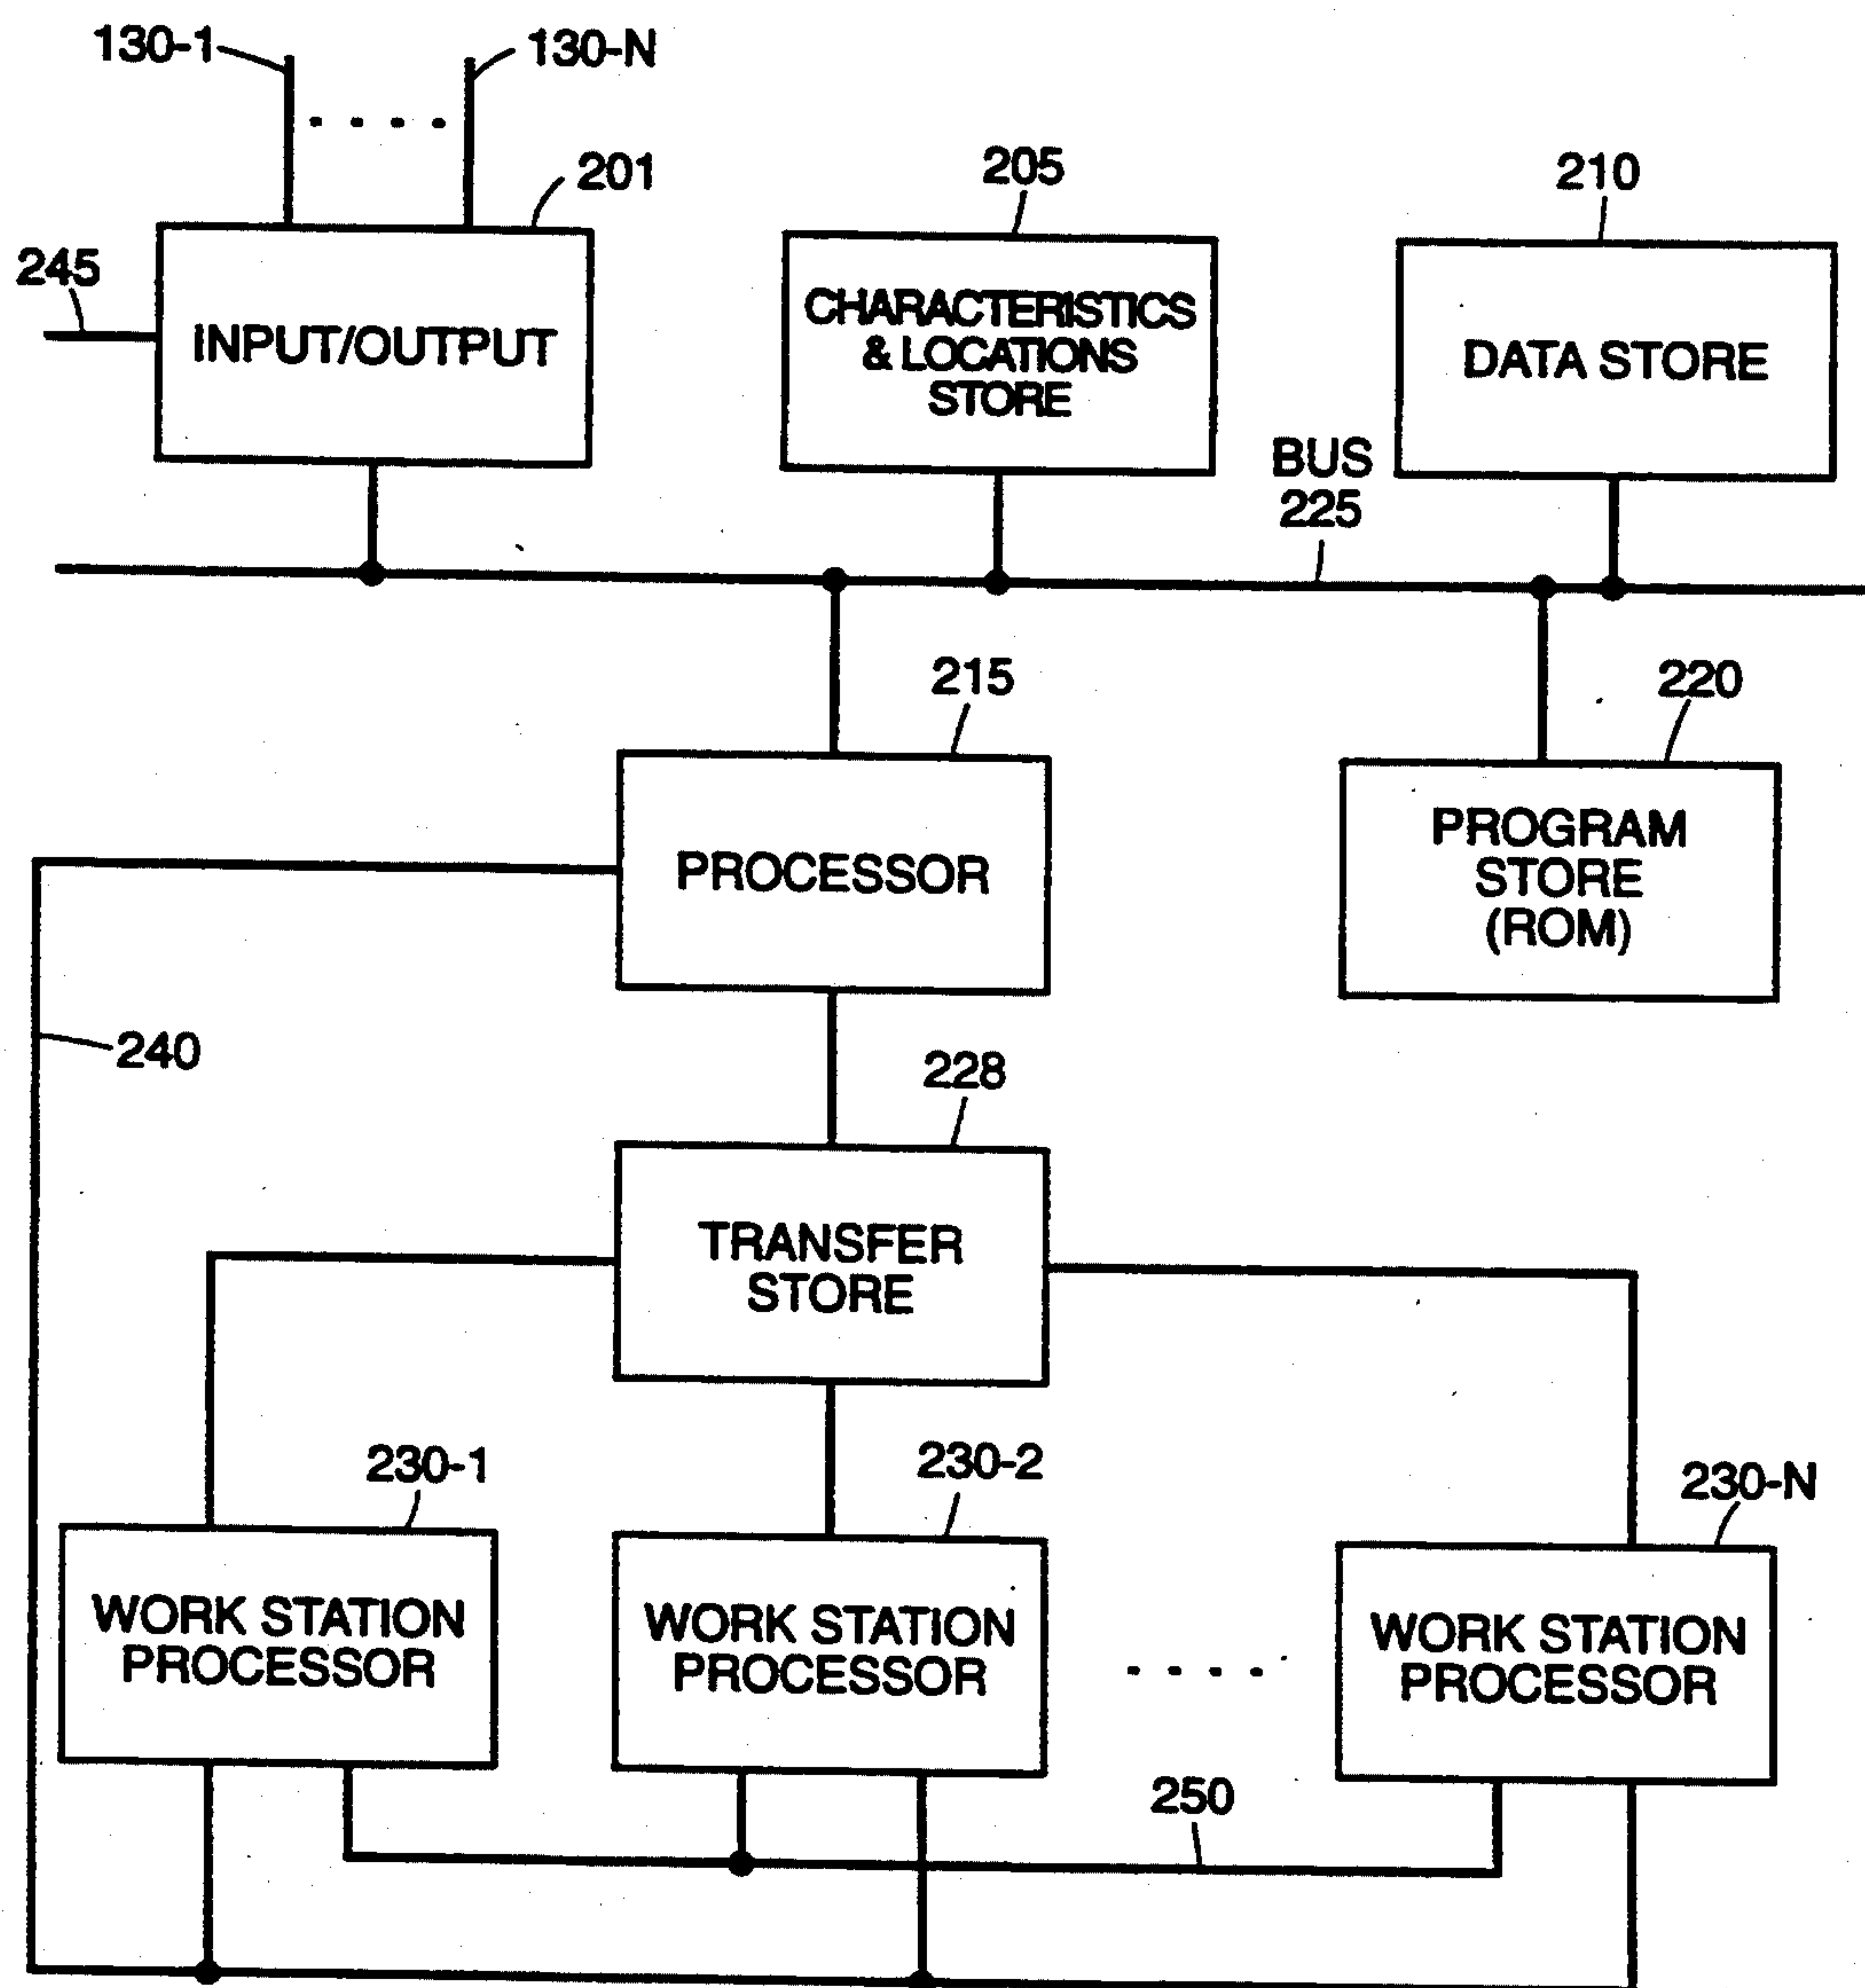 130-1
130-N
201
205
210
245
INPUT/OUTPUT
CHARACTERISTICS
& LOCATIONS
STORE
DATA STORE
BUS
225
215
220
PROCESSOR
PROGRAM
STORE
(ROM)
240
228
TRANSFER
STORE
230-1
230-2
230-N
WORK STATION
PROCESSOR
WORK STATION
PROCESSOR
WORK STATION
PROCESSOR
250